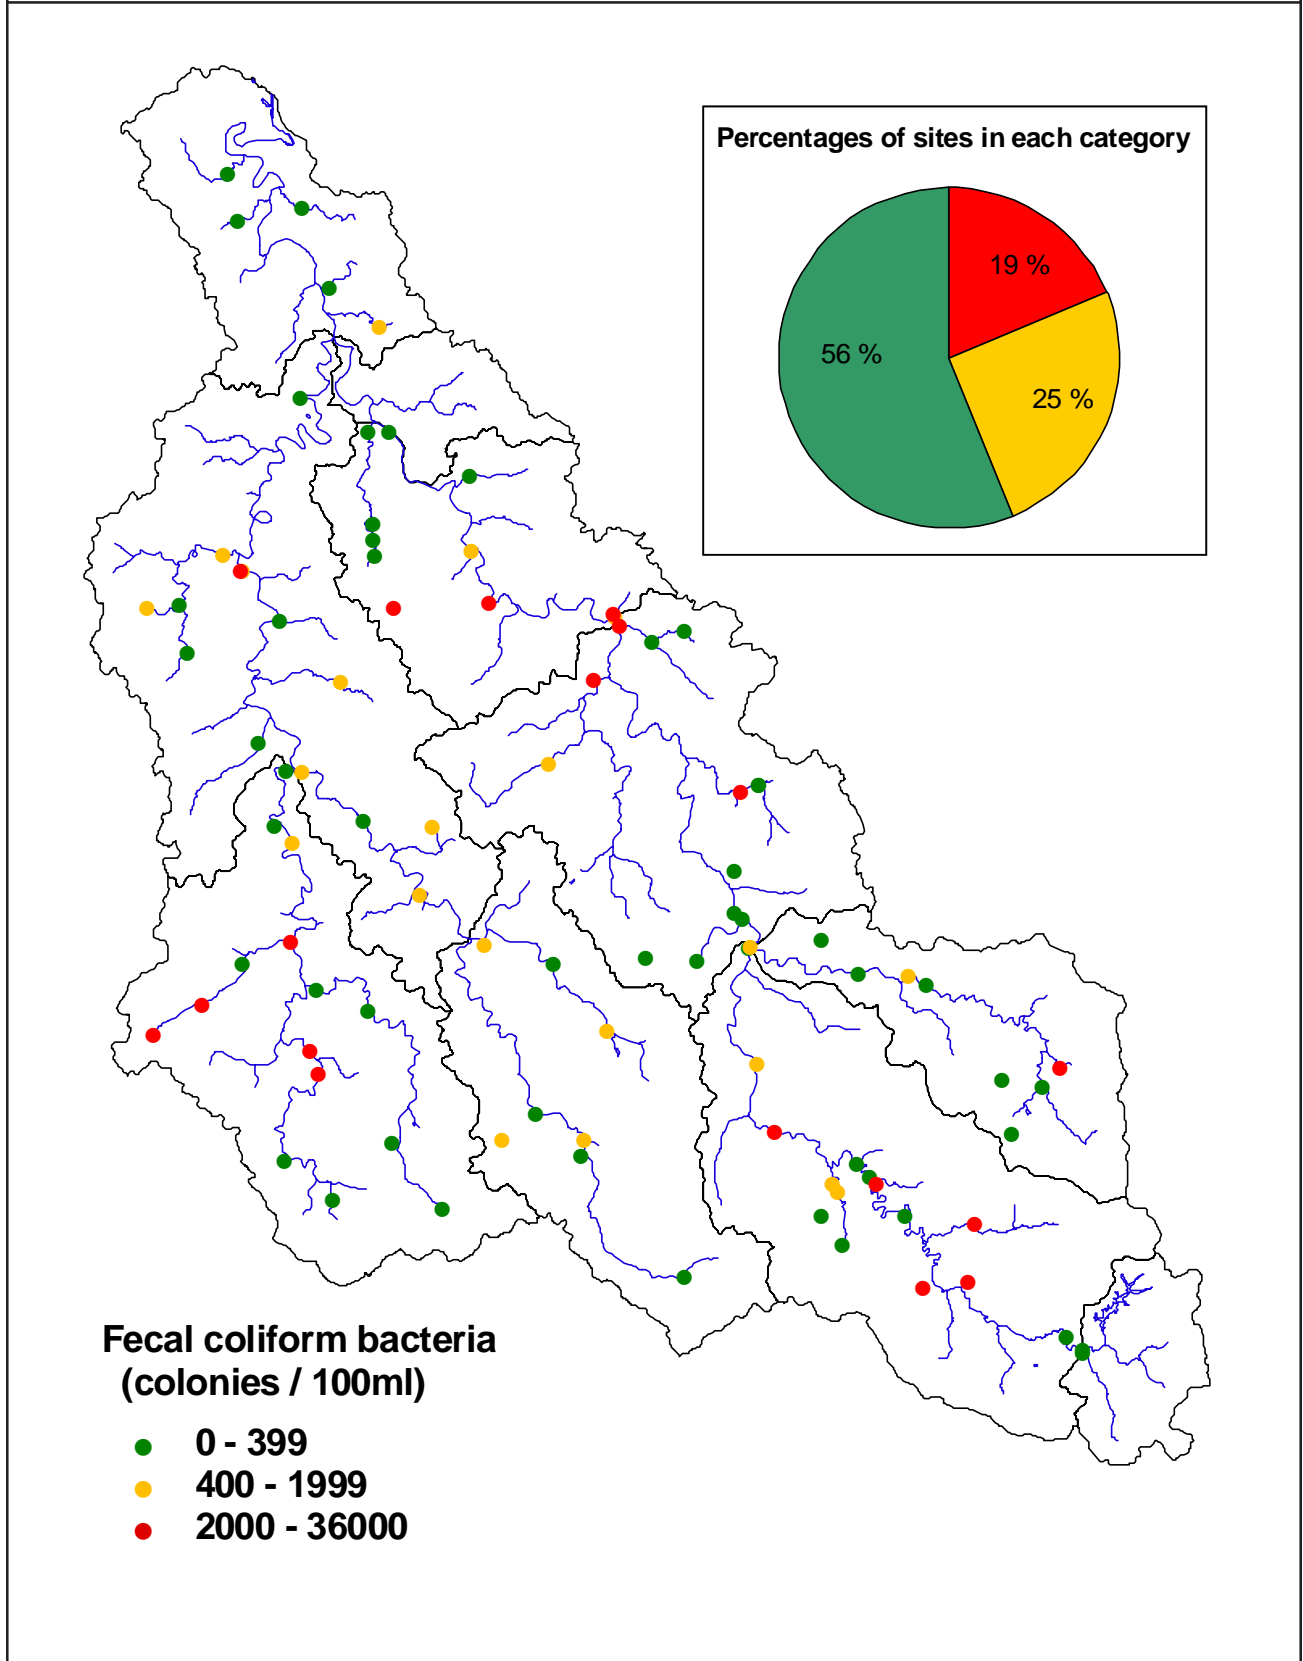 Percentages of sites in each category
19 %
56 %
25 %
Fecal coliform bacteria
(colonies / 100ml)
0 - 399
400 - 1999
2000 - 36000